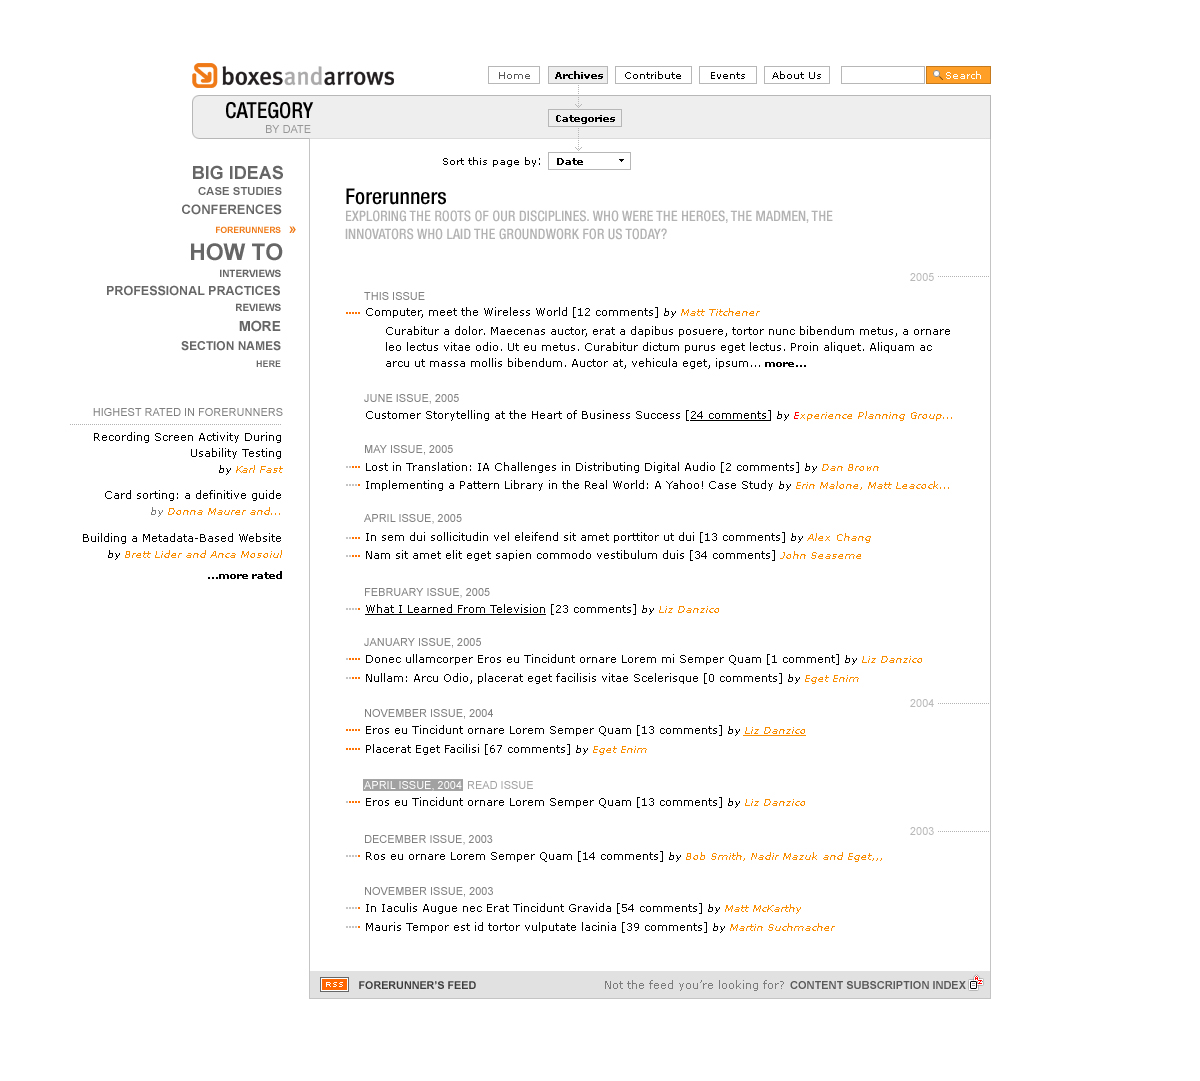 boxesandarrows
Home Archives Contribute Events About Us Search
CATEGORY
BY DATE
Categories
Sort this page by: Date
BIG IDEAS
CASE STUDIES
CONFERENCES
FORERUNNERS »
HOW TO
INTERVIEWS
PROFESSIONAL PRACTICES
REVIEWS
MORE
SECTION NAMES
HERE
HIGHEST RATED IN FORERUNNERS
Recording Screen Activity During
Usability Testing
by Karl Fast
Card sorting: a definitive guide
by Donna Maurer and...
Building a Metadata-Based Website
by Brett Lider and Anca Mosoiul
...more rated
Forerunners
EXPLORING THE ROOTS OF OUR DISCIPLINES. WHO WERE THE HEROES, THE MADMEN, THE
INNOVATORS WHO LAID THE GROUNDWORK FOR US TODAY?
2005
THIS ISSUE
Computer, meet the Wireless World [12 comments] by Matt Titchener
Curabitur a dolor. Maecenas auctor, erat a dapibus posuere, tortor nunc bibendum metus, a ornare
leo lectus vitae odio. Ut eu metus. Curabitur dictum purus eget lectus. Proin aliquet. Aliquam ac
arcu ut massa mollis bibendum. Auctor at, vehicula eget, ipsum... more...
JUNE ISSUE, 2005
Customer Storytelling at the Heart of Business Success [24 comments] by Experience Planning Group...
MAY ISSUE, 2005
Lost in Translation: IA Challenges in Distributing Digital Audio [2 comments] by Dan Brown
Implementing a Pattern Library in the Real World: A Yahoo! Case Study by Erin Malone, Matt Leacock...
APRIL ISSUE, 2005
In sem dui sollicitudin vel eleifend sit amet porttitor ut dui [13 comments] by Alex Chang
Nam sit amet elit eget sapien commodo vestibulum duis [34 comments] John Seaseme
FEBRUARY ISSUE, 2005
What I Learned From Television [23 comments] by Liz Danzico
JANUARY ISSUE, 2005
Donec ullamcorper Eros eu Tincidunt ornare Lorem mi Semper Quam [1 comment] by Liz Danzico
Nullam: Arcu Odio, placerat eget facilisis vitae Scelerisque [0 comments] by Eget Enim
2004
NOVEMBER ISSUE, 2004
Eros eu Tincidunt ornare Lorem Semper Quam [13 comments] by Liz Danzico
Placerat Eget Facilisi [67 comments] by Eget Enim
APRIL ISSUE, 2004 READ ISSUE
Eros eu Tincidunt ornare Lorem Semper Quam [13 comments] by Liz Danzico
2003
DECEMBER ISSUE, 2003
Ros eu ornare Lorem Semper Quam [14 comments] by Bob Smith, Nadir Mazuk and Eget,,,
NOVEMBER ISSUE, 2003
In Iaculis Augue nec Erat Tincidunt Gravida [54 comments] by Matt McKarthy
Mauris Tempor est id tortor vulputate lacinia [39 comments] by Martin Suchmacher
RSS FORERUNNER'S FEED
Not the feed you're looking for? CONTENT SUBSCRIPTION INDEX